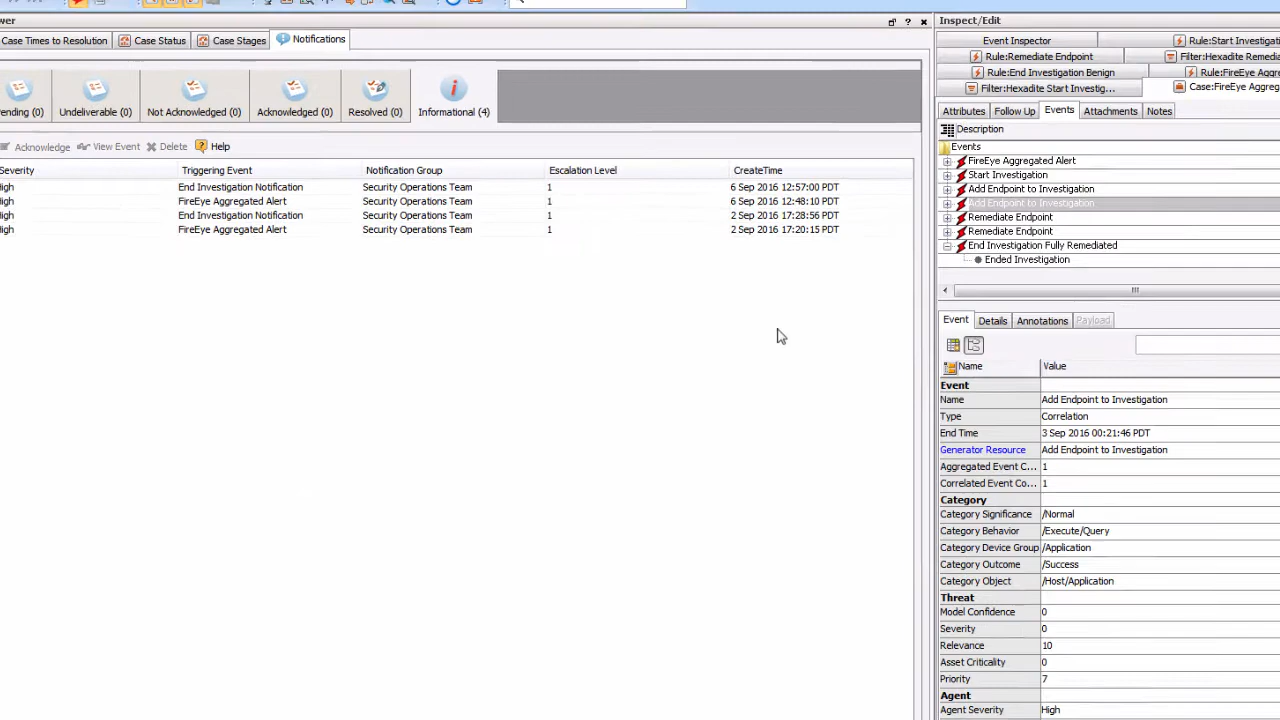 wer
? 
Inspect/Edit
Case Times to Resolution
Case Status
Case Stages
Notifications
Event Inspector
Rule:Start Investigati
Rule:Remediate Endpoint
Filter:Hexadite Remedia
Rule:End Investigation Benign
Rule:FireEye Aggre
Filter:Hexadite Start Investig...
Case:FireEye Aggreg
ending (0)
Undeliverable (0)
Not Acknowledged (0)
Acknowledged (0)
Resolved (0)
Informational (4)
Attributes
Follow Up
Events
Attachments
Notes
Acknowledge
View Event
Delete
Help
Severity Triggering Event Notification Group Escalation Level CreateTime
High End Investigation Notification Security Operations Team 1 6 Sep 2016 12:57:00 PDT
High FireEye Aggregated Alert Security Operations Team 1 6 Sep 2016 12:48:10 PDT
High End Investigation Notification Security Operations Team 1 2 Sep 2016 17:28:56 PDT
High FireEye Aggregated Alert Security Operations Team 1 2 Sep 2016 17:20:15 PDT
Description
Events
FireEye Aggregated Alert
Start Investigation
Add Endpoint to Investigation
Add Endpoint to Investigation
Remediate Endpoint
Remediate Endpoint
End Investigation Fully Remediated
Ended Investigation
Event
Details
Annotations
Payload
Name Value
Event
Name Add Endpoint to Investigation
Type Correlation
End Time 3 Sep 2016 00:21:46 PDT
Generator Resource Add Endpoint to Investigation
Aggregated Event C... 1
Correlated Event Co... 1
Category
Category Significance /Normal
Category Behavior /Execute/Query
Category Device Group /Application
Category Outcome /Success
Category Object /Host/Application
Threat
Model Confidence 0
Severity 0
Relevance 10
Asset Criticality 0
Priority 7
Agent
Agent Severity High